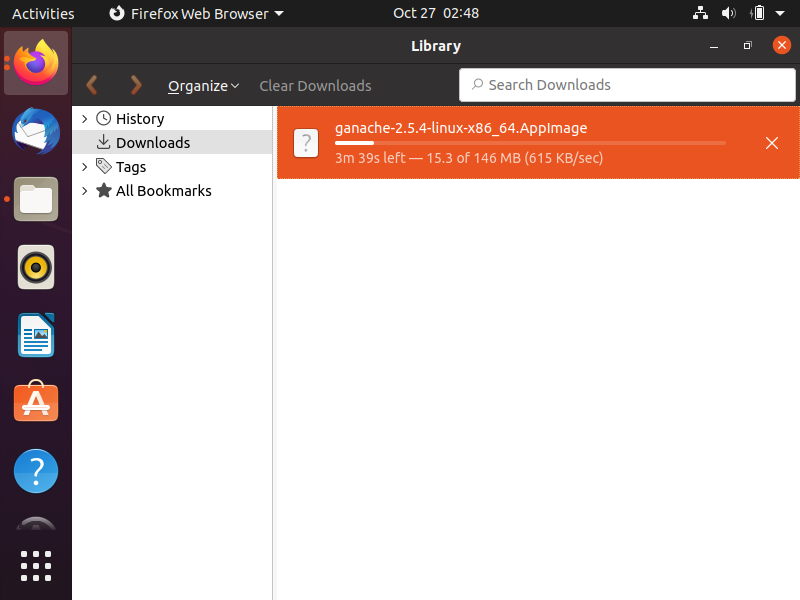 Activities
Firefox Web Browser
Oct 27 02:48
Library
Organize
Clear Downloads
Search Downloads
History
Downloads
Tags
All Bookmarks
ganache-2.5.4-linux-x86_64.AppImage
3m 39s left — 15.3 of 146 MB (615 KB/sec)